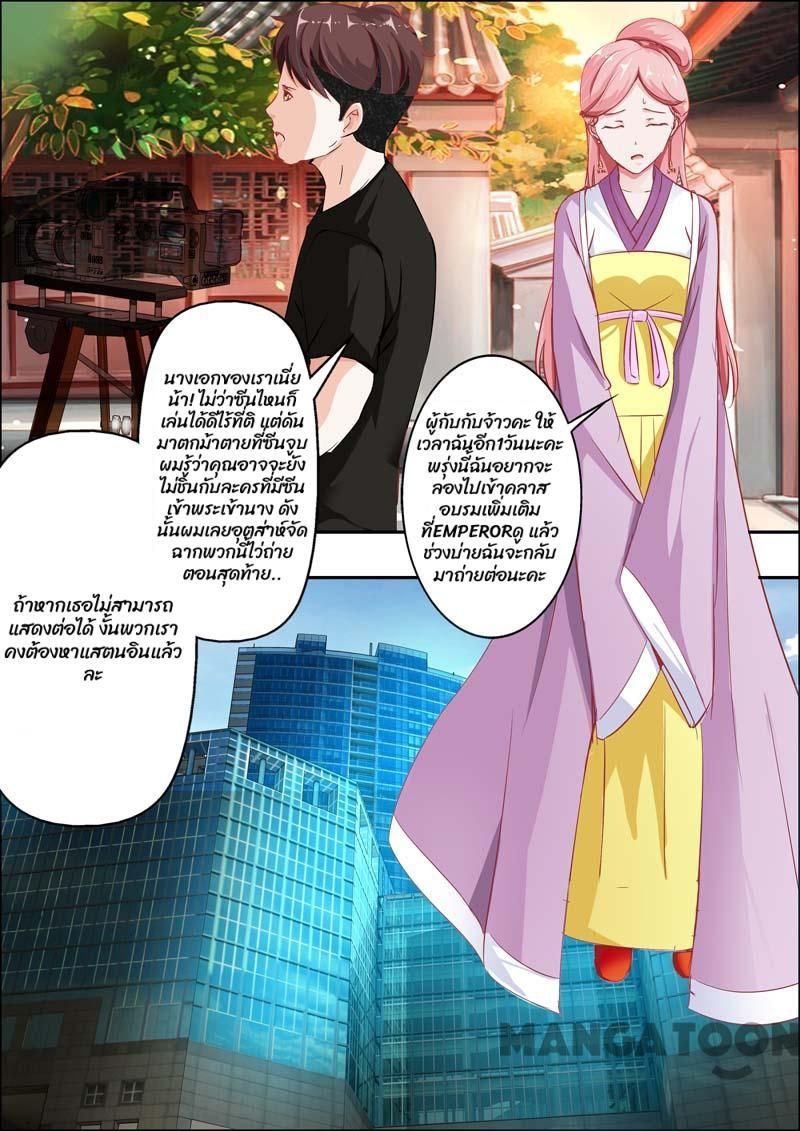 นางเอกของเราเนี่ย
น้า! ไม่ว่าซีนไหนก็
เล่นได้ดีไร้ที่ติ แต่ดัน
มาตกม้าตายที่ซีนจูบ
ผมรู้ว่าคุณอาจจะยัง
ไม่ชินกับละครที่มีซีน
เข้าพระเข้านาง ดัง
นั้นผมเลยอุตส่าห์จัด
ฉากพวกนี้ไว่ถ่าย
ตอนสุดท้าย..
ผู้กับกับจ้าวคะ ให้
เวลาฉันอีก1วันนะคะ
พรุ่งนี้ฉันอยากจะ
ลองไปเข้าคลาส
อบรมเพิ่มเติม
ที่EMPERORดู แล้ว
ช่วงบ่ายฉันจะกลับ
มาถ่ายต่อนะคะ
ถ้าหากเธอไม่สามารถ
แสดงต่อได้ งั้นพวกเรา
คงต้องหาแสตนอินแล้ว
ละ
MANGATOON